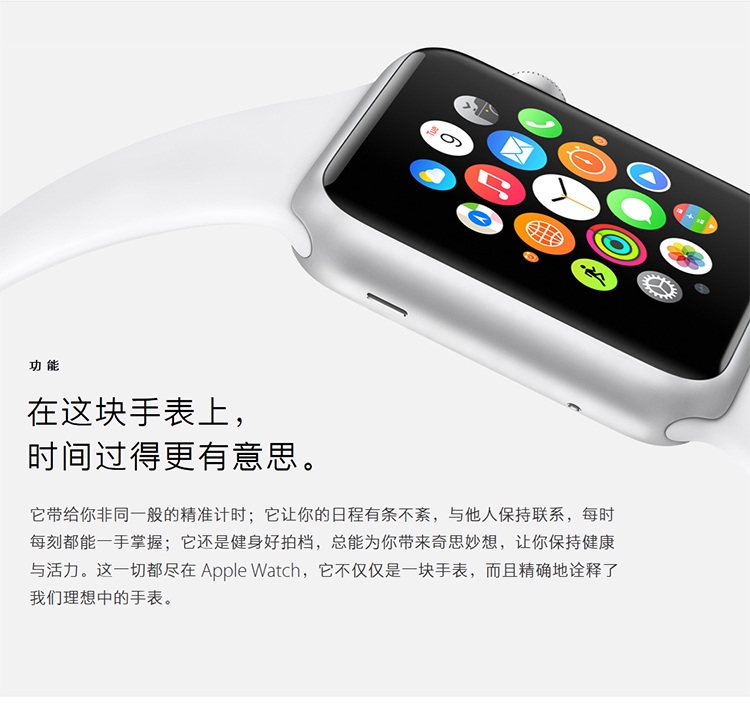 Tue
9
功能
在这块手表上，
时间过得更有意思。
它带给你非同一般的精准计时；它让你的日程有条不紊，与他人保持联系，每时
每刻都能一手掌握；它还是健身好拍档，总能为你带来奇思妙想，让你保持健康
与活力。这一切都尽在 Apple Watch，它不仅仅是一块手表，而且精确地诠释了
我们理想中的手表。